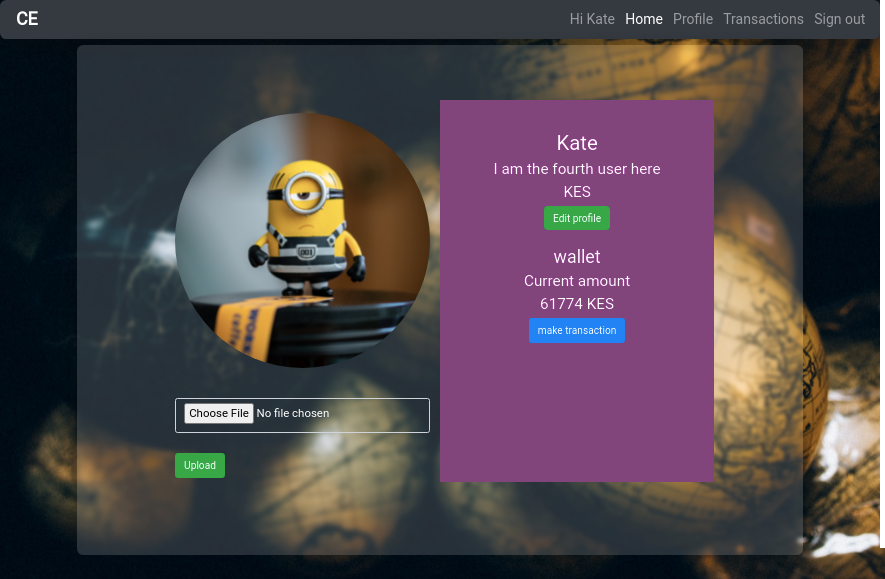 CE
Hi Kate Home Profile Transactions Sign out
Kate
I am the fourth user here
KES
Edit profile
wallet
Current amount
61774 KES
make transaction
Choose File No file chosen
Upload